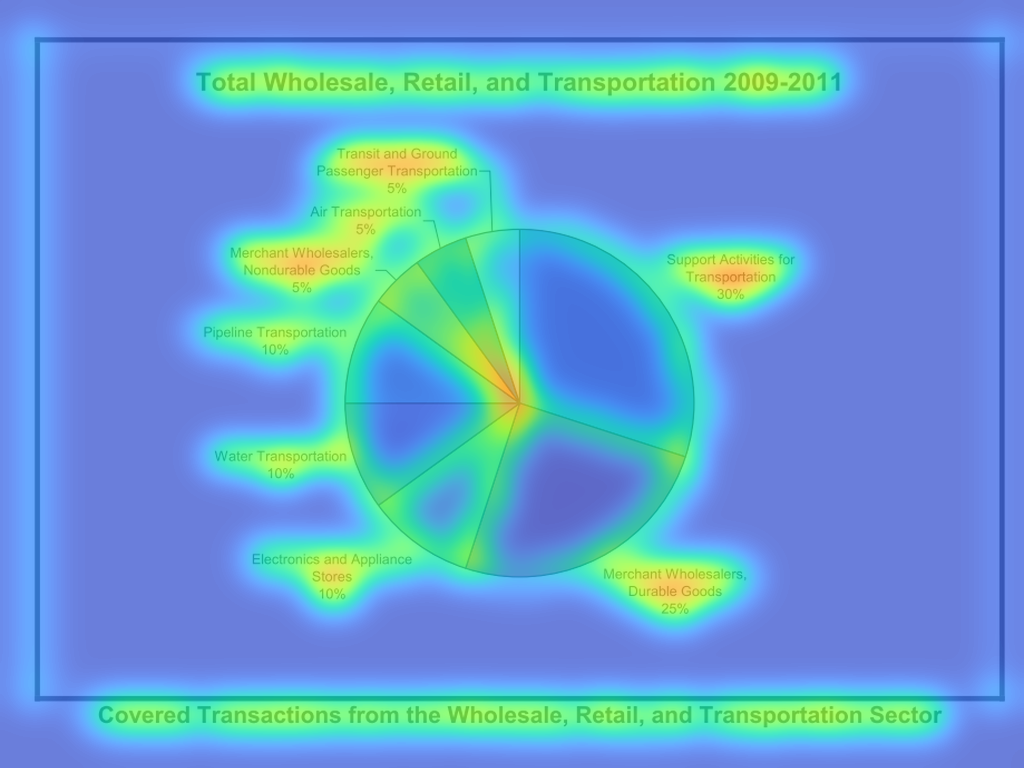 Total Wholesale, Retail, and Transportation 2009-2011
Transit and Ground
Passenger Transportation
5%
Air Transportation
5%
Merchant Wholesalers,
Nondurable Goods
5%
Pipeline Transportation
10%
Water Transportation
10%
Electronics and Appliance
Stores
10%
Support Activities for
Transportation
30%
Merchant Wholesalers,
Durable Goods
25%
Covered Transactions from the Wholesale, Retail, and Transportation Sector